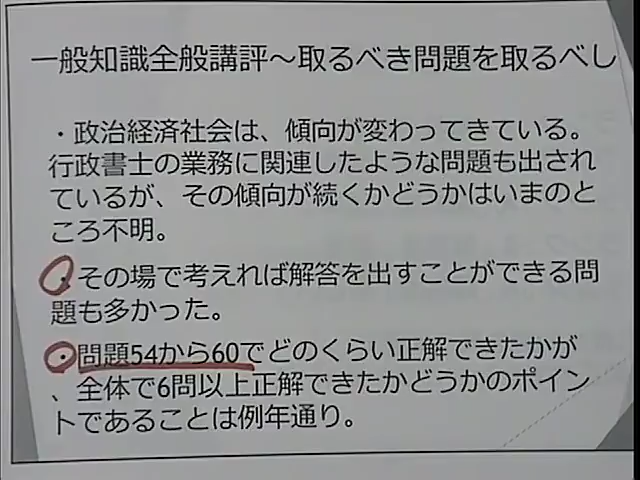 一般知識全般講評～取るべき問題を取るべし
・政治経済社会は、傾向が変わってきている。
行政書士の業務に関連したような問題も出され
ているが、その傾向が続くかどうかはいまのと
ころ不明。
・その場で考えれば解答を出すことができる問
題も多かった。
・問題54から60でどのくらい正解できたかが
、全体で6問以上正解できたかどうかのポイン
トであることは例年通り。